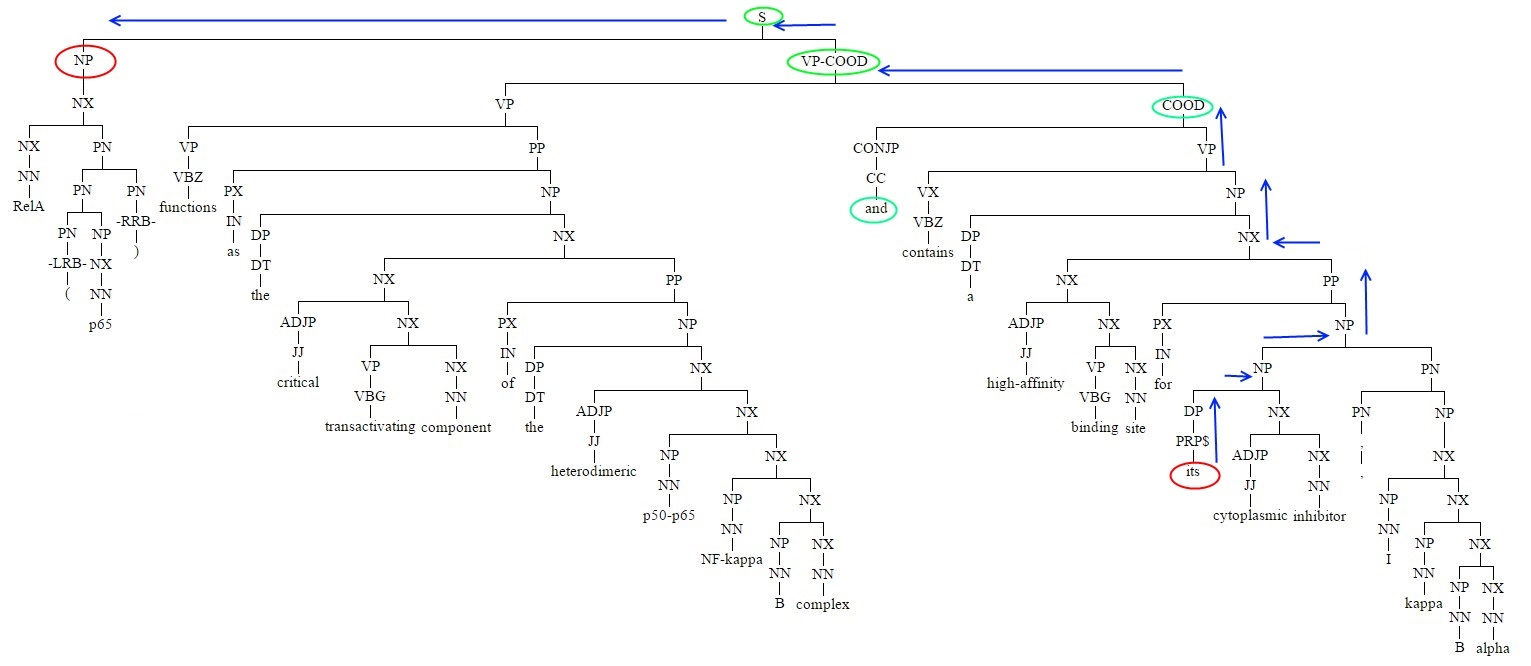 S
NP VP-COOD
NX VP COOD
NX PN VP PP CONJP VP
NN PN PN VBZ PX NP CC VX NP
RelA PN NP -RRB- functions IN DP NX and VBZ DP NX
-LRB- NX ) as DT NX PP contains DT NX PP
( NN the a
p65 ADJP NX PX NP ADJP NX PX NP
JJ VP NX IN DP NX JJ VP NX IN NP PN
critical VBG NN of DT high-affinity VBG NN for
transactivating component the ADJP NX binding site DP NX PN NP
JJ NP NX PRP$ ADJP NX , NX
heterodimeric NN its JJ NN
p50-p65 NP NX cytoplasmic inhibitor NP NX
NN NP NX NN NP NX
NF-kappa NN NN I NN NP NX
B complex kappa NN NN
B alpha